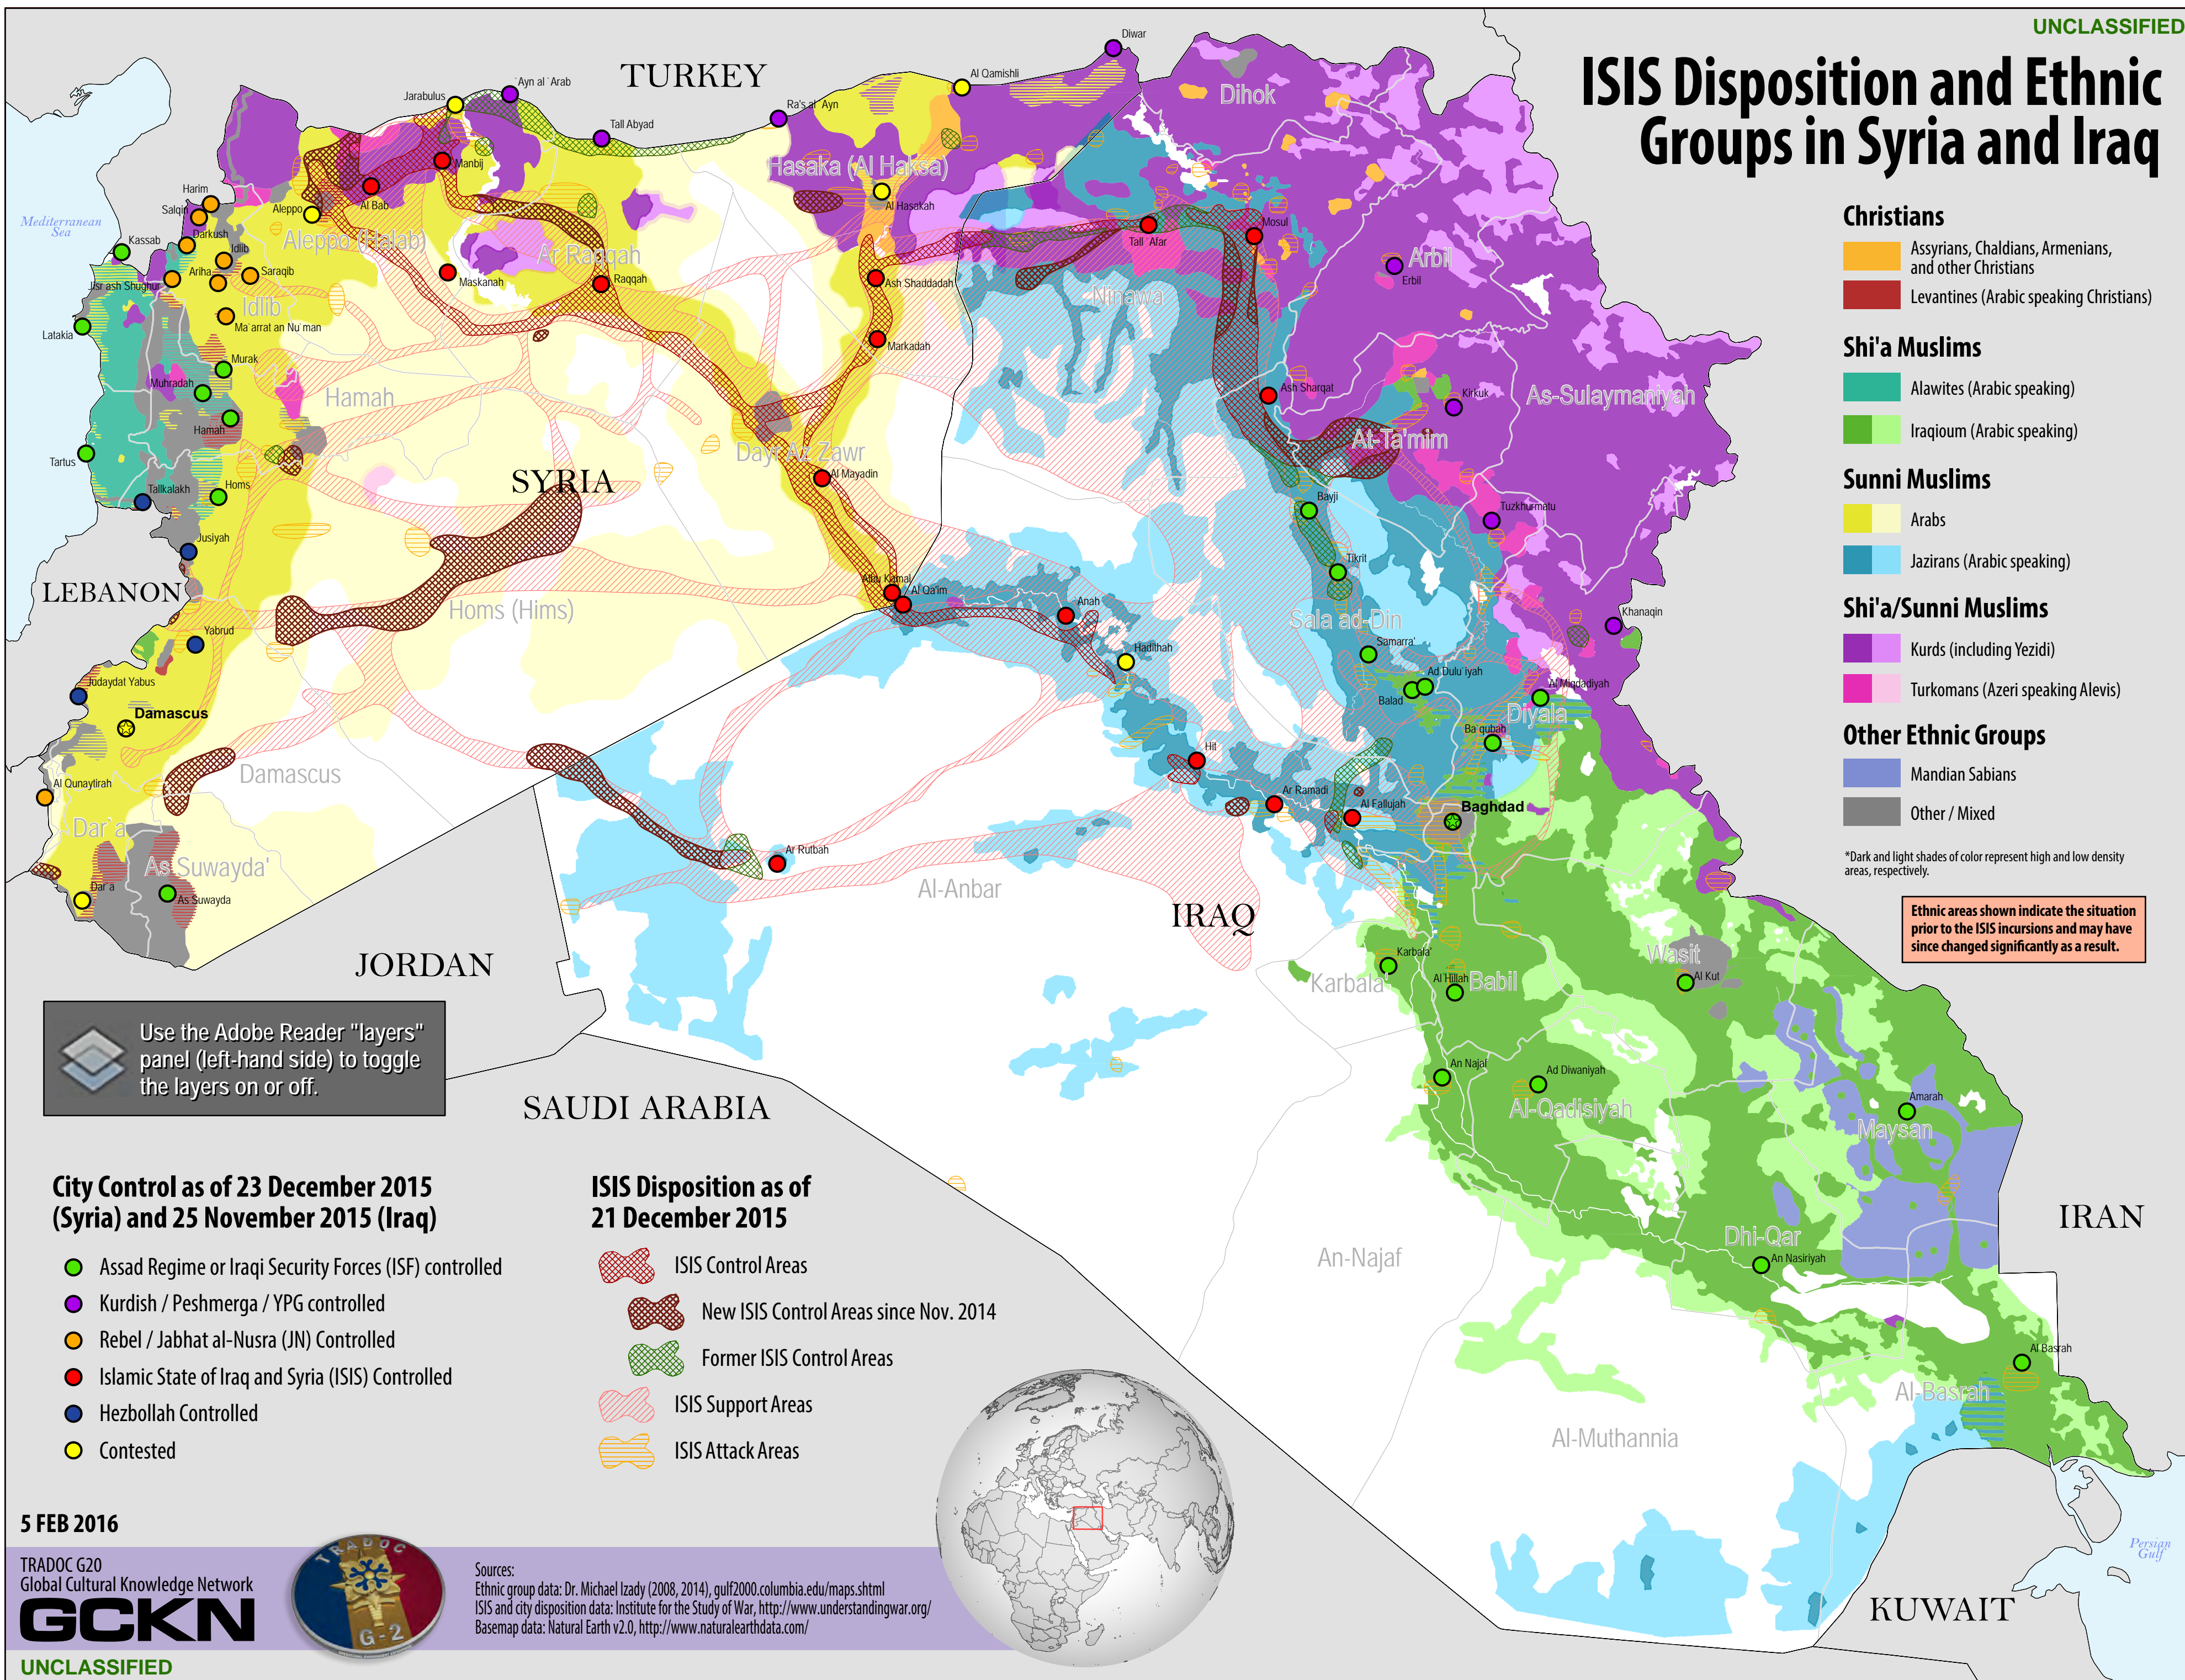 UNCLASSIFIED
ISIS Disposition and Ethnic
Groups in Syria and Iraq
Christians
Assyrians, Chaldians, Armenians,
and other Christians
Levantines (Arabic speaking Christians)
Shi'a Muslims
Alawites (Arabic speaking)
Iraqioum (Arabic speaking)
Sunni Muslims
Arabs
Jazirans (Arabic speaking)
Shi'a/Sunni Muslims
Kurds (including Yezidi)
Turkomans (Azeri speaking Alevis)
Other Ethnic Groups
Mandian Sabians
Other / Mixed
*Dark and light shades of color represent high and low density
areas, respectively.
Ethnic areas shown indicate the situation
prior to the ISIS incursions and may have
since changed significantly as a result.
TURKEY
SYRIA
LEBANON
JORDAN
IRAQ
SAUDI ARABIA
IRAN
KUWAIT
Mediterranean
Sea
Persian
Gulf
Diwar
Al Qamishli
`Ayn al `Arab
Jarabulus
Tall Abyad
Ra's al `Ayn
Dihok
Hasaka (Al Haksa)
Manbij
Al Bab
Aleppo
Aleppo (Halab)
Harim
Salqin
Darkush
Kassab
Idlib
Ariha
Saraqib
Jisr ash Shughur
Idlib
Ma`arrat an Nu`man
Latakia
Maskanah
Ar Raqqah
Raqqah
Al Hasakah
Ash Shaddadah
Markadah
Tall `Afar
Mosul
Ninawa
Arbil
Erbil
Murak
Muhradah
Hamah
Hamah
Tartus
Tallkalakh
Homs
Jusiyah
Dayr Az Zawr
Al Mayadin
Ash Sharqat
Kirkuk
As-Sulaymaniyah
At-Ta'mim
Bayji
Tuzkhurmatu
Tikrit
Albu Kamal
Al Qa'im
Anah
Homs (Hims)
Sala ad-Din
Khanaqin
Yabrud
Hadithah
Samarra'
Ad Dulu`iyah
Balad
Al Miqdadiyah
Diyala
Judaydat Yabus
Damascus
Ba`qubah
Hit
Damascus
Al Qunaytirah
Ar Ramadi
Al Fallujah
Baghdad
Dar`a
As Suwayda'
Ar Rutbah
Al-Anbar
Dar`a
As Suwayda
Karbala'
Karbala'
Al Hillah
Babil
Wasit
Al Kut
An Najaf
Ad Diwaniyah
Al-Qadisiyah
Amarah
Maysan
An-Najaf
Dhi-Qar
An Nasiriyah
Al Basrah
Al-Basrah
Al-Muthannia
Use the Adobe Reader "layers"
panel (left-hand side) to toggle
the layers on or off.
City Control as of 23 December 2015
(Syria) and 25 November 2015 (Iraq)
Assad Regime or Iraqi Security Forces (ISF) controlled
Kurdish / Peshmerga / YPG controlled
Rebel / Jabhat al-Nusra (JN) Controlled
Islamic State of Iraq and Syria (ISIS) Controlled
Hezbollah Controlled
Contested
ISIS Disposition as of
21 December 2015
ISIS Control Areas
New ISIS Control Areas since Nov. 2014
Former ISIS Control Areas
ISIS Support Areas
ISIS Attack Areas
5 FEB 2016
TRADOC G20
Global Cultural Knowledge Network
GCKN
TRADOC
G-2
Sources:
Ethnic group data: Dr. Michael Izady (2008, 2014), gulf2000.columbia.edu/maps.shtml
ISIS and city disposition data: Institute for the Study of War, http://www.understandingwar.org/
Basemap data: Natural Earth v2.0, http://www.naturalearthdata.com/
UNCLASSIFIED